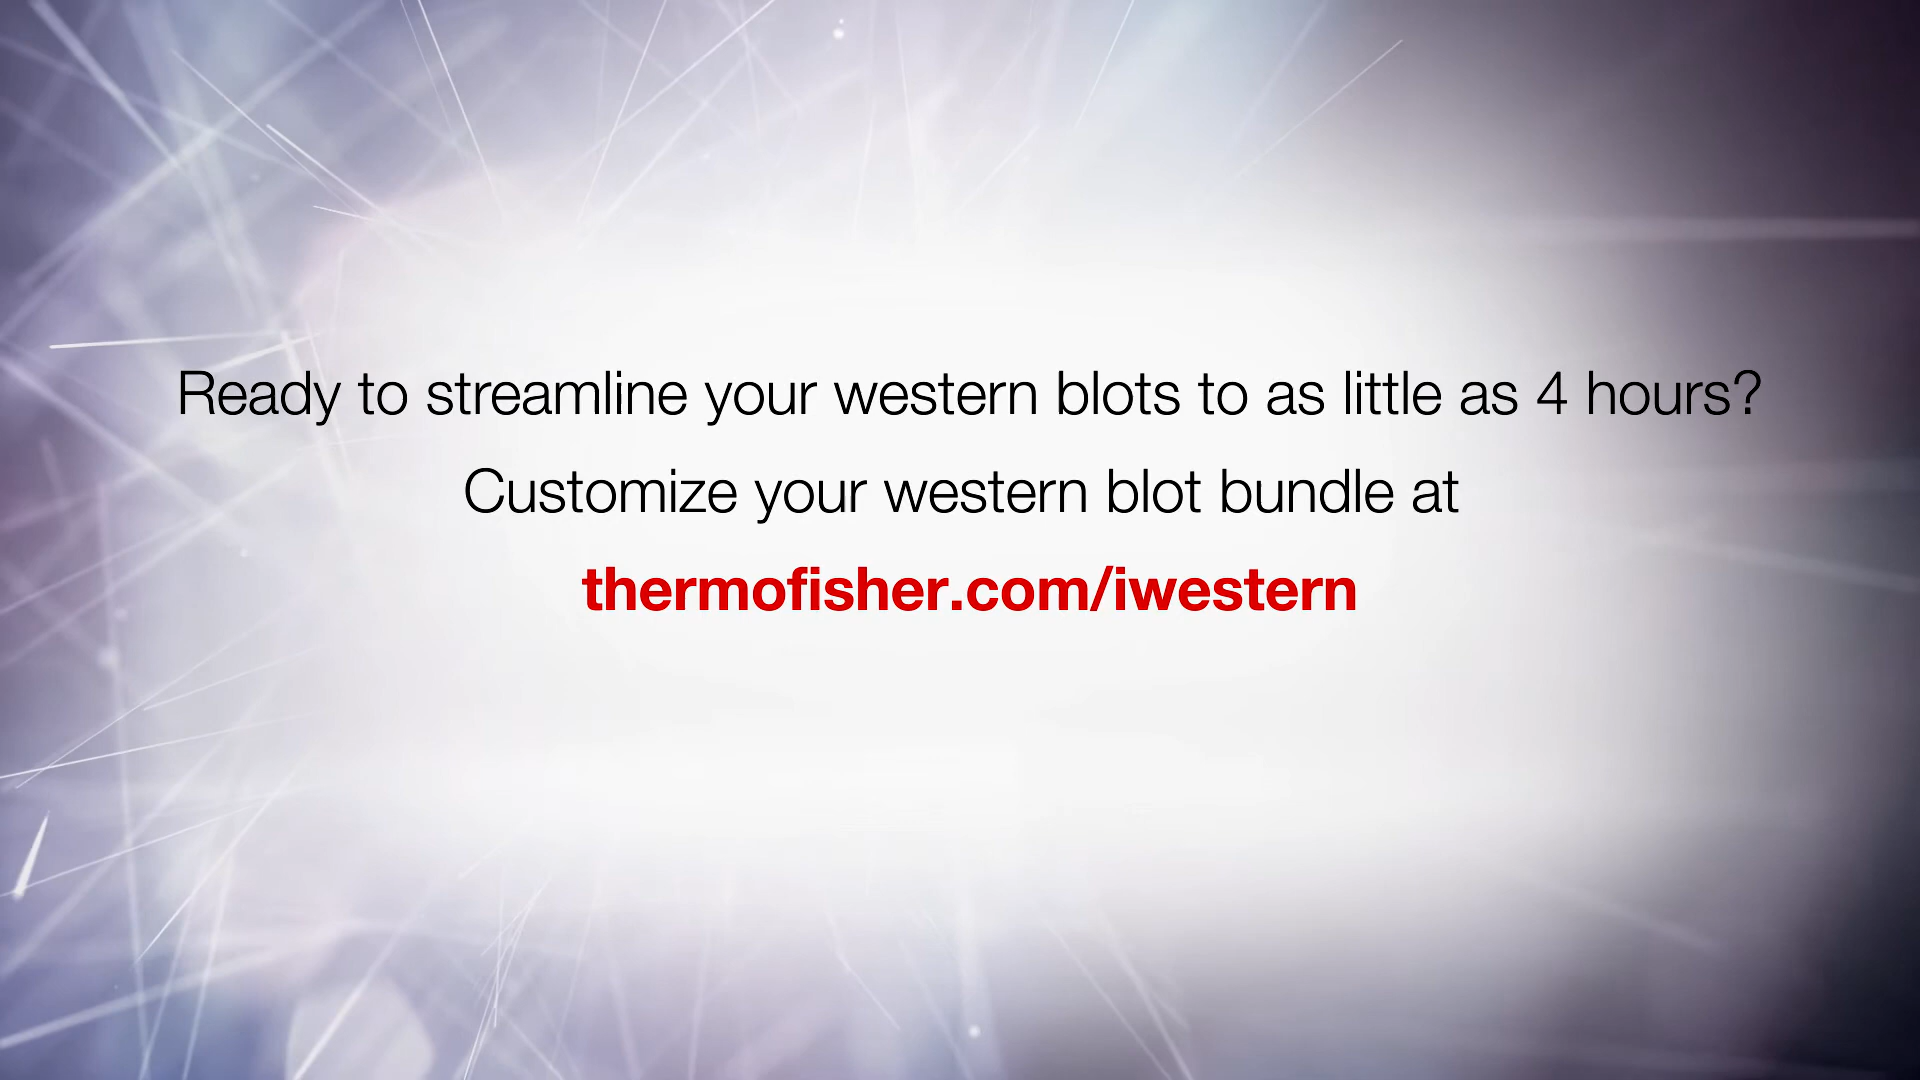 Ready to streamline your western blots to as little as 4 hours?
Customize your western blot bundle at
thermofisher.com/iwestern